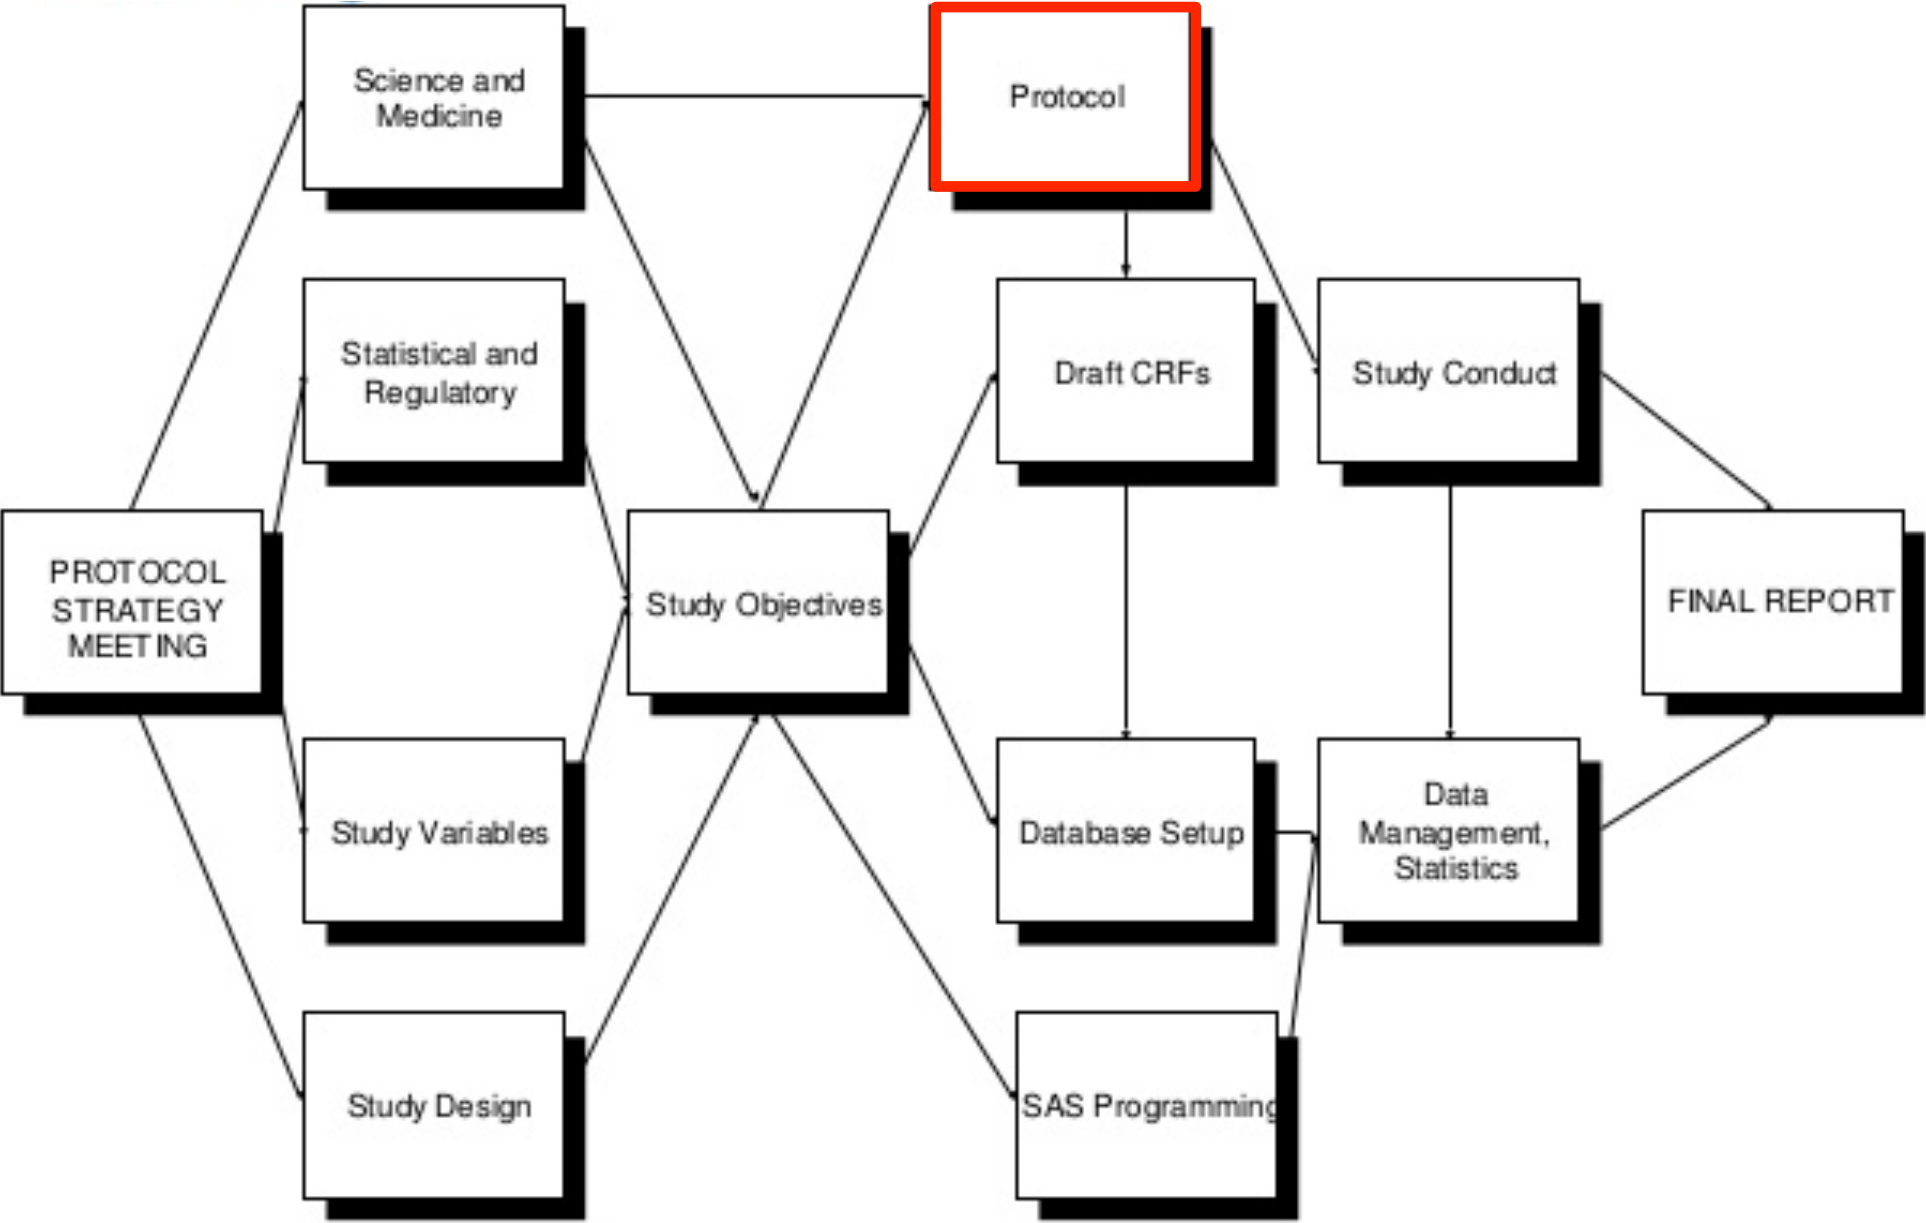 Science and
Medicine
Protocol
Statistical and
Regulatory
Draft CRFs
Study Conduct
PROTOCOL
STRATEGY
MEETING
Study Objectives
FINAL REPORT
Study Variables
Database Setup
Data
Management,
Statistics
Study Design
SAS Programming